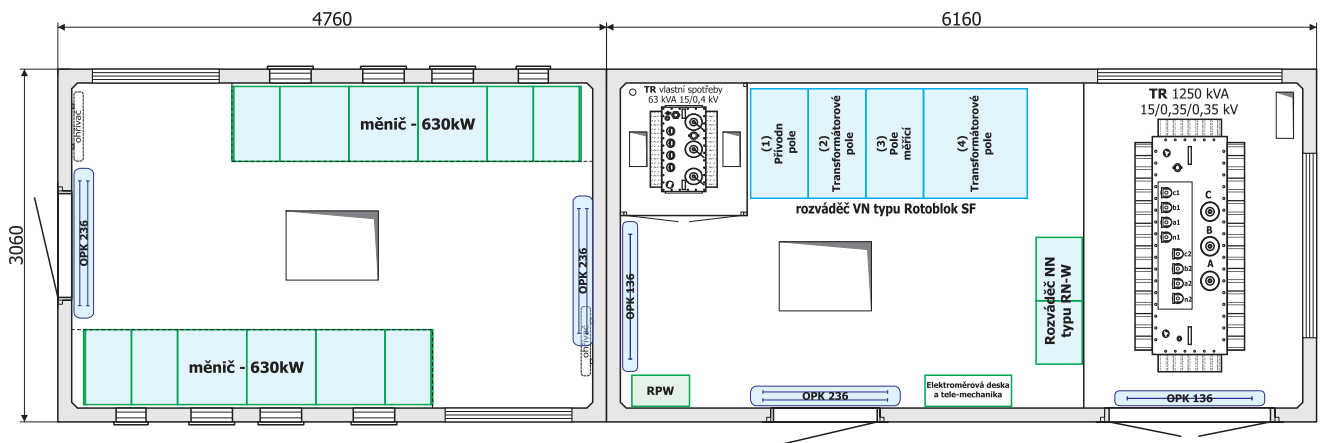 4760
6160
3060
ohřívač
měnič - 630kW
OPK 236
OPK 236
ohřívač
měnič - 630kW
TR vlastní spotřeby
63 kVA 15/0,4 kV
(1)
Přívodn
pole
(2)
Transformátorové
pole
(3)
Pole
měřící
(4)
Transformátorové
pole
rozváděč VN typu Rotoblok SF
OPK 136
Rozváděč NN
typu RN-W
RPW
OPK 236
Elektroměrová deska
a tele-mechanika
TR 1250 kVA
15/0,35/0,35 kV
c1
b1
a1
n1
c2
b2
a2
n2
C
B
A
OPK 136